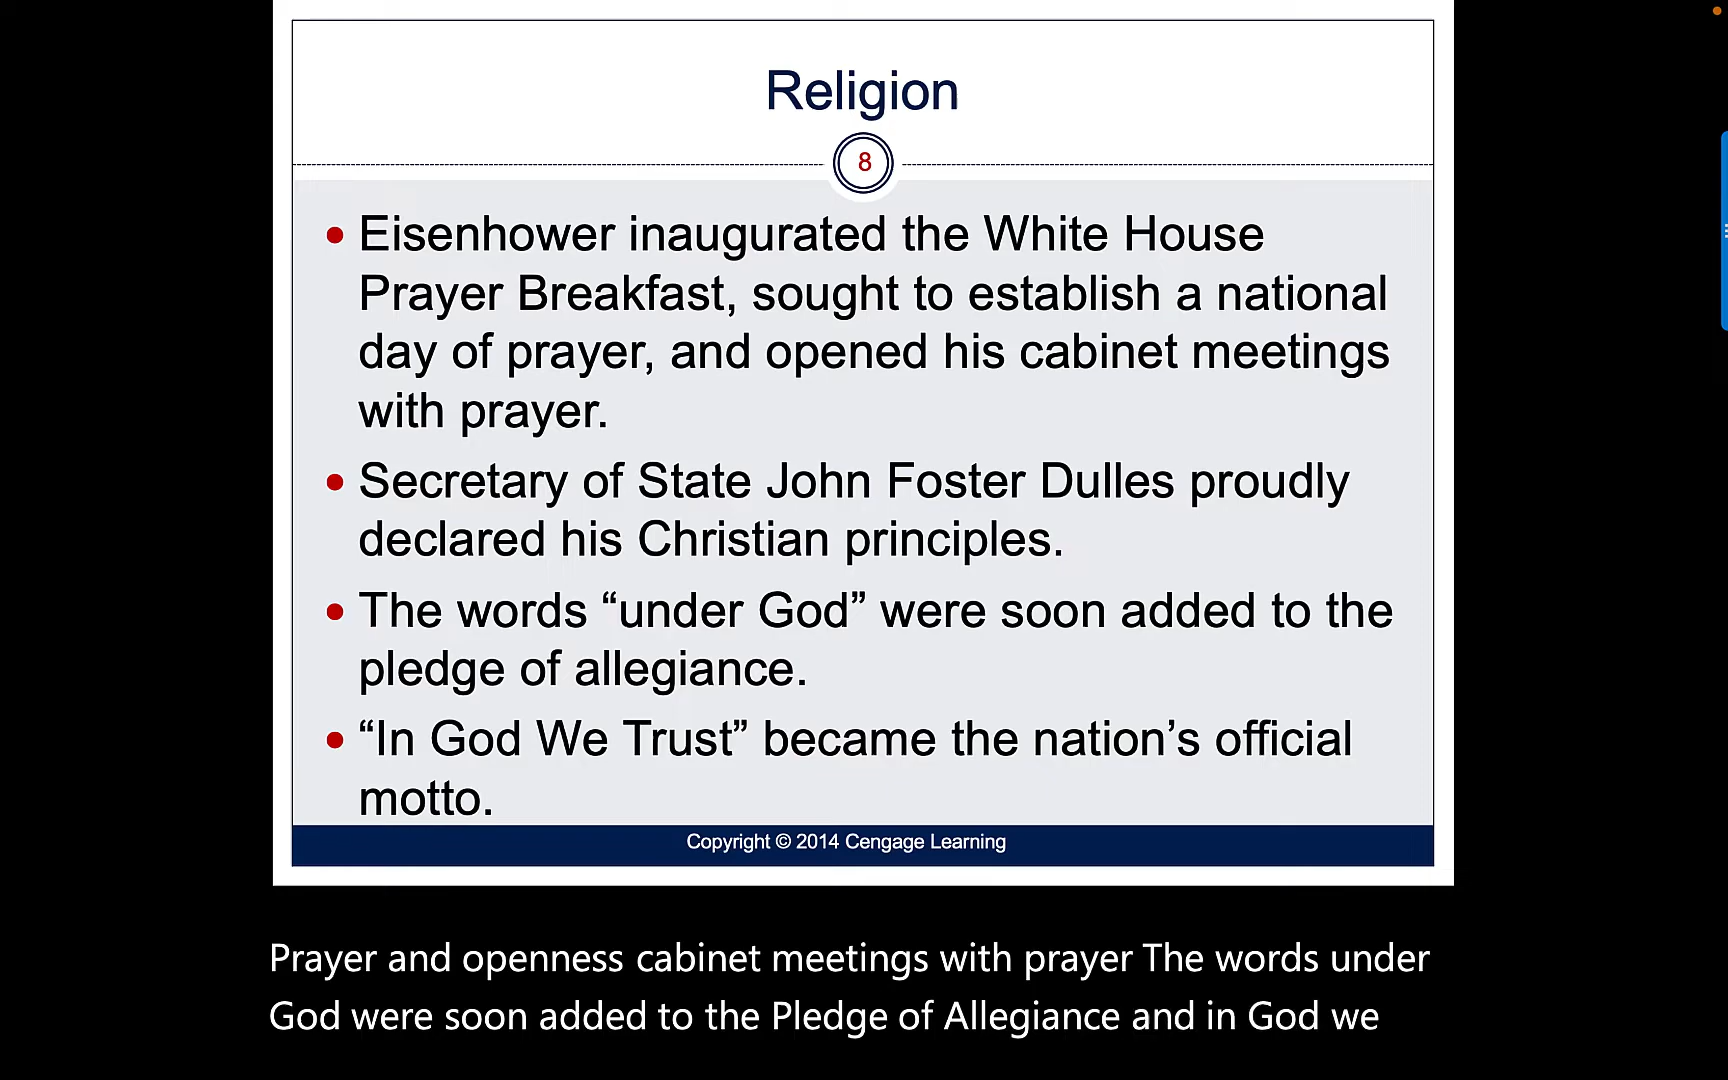 Religion
8
• Eisenhower inaugurated the White House
Prayer Breakfast, sought to establish a national
day of prayer, and opened his cabinet meetings
with prayer.
• Secretary of State John Foster Dulles proudly
declared his Christian principles.
• The words “under God” were soon added to the
pledge of allegiance.
• “In God We Trust” became the nation’s official
motto.
Copyright © 2014 Cengage Learning
Prayer and openness cabinet meetings with prayer The words under
God were soon added to the Pledge of Allegiance and in God we